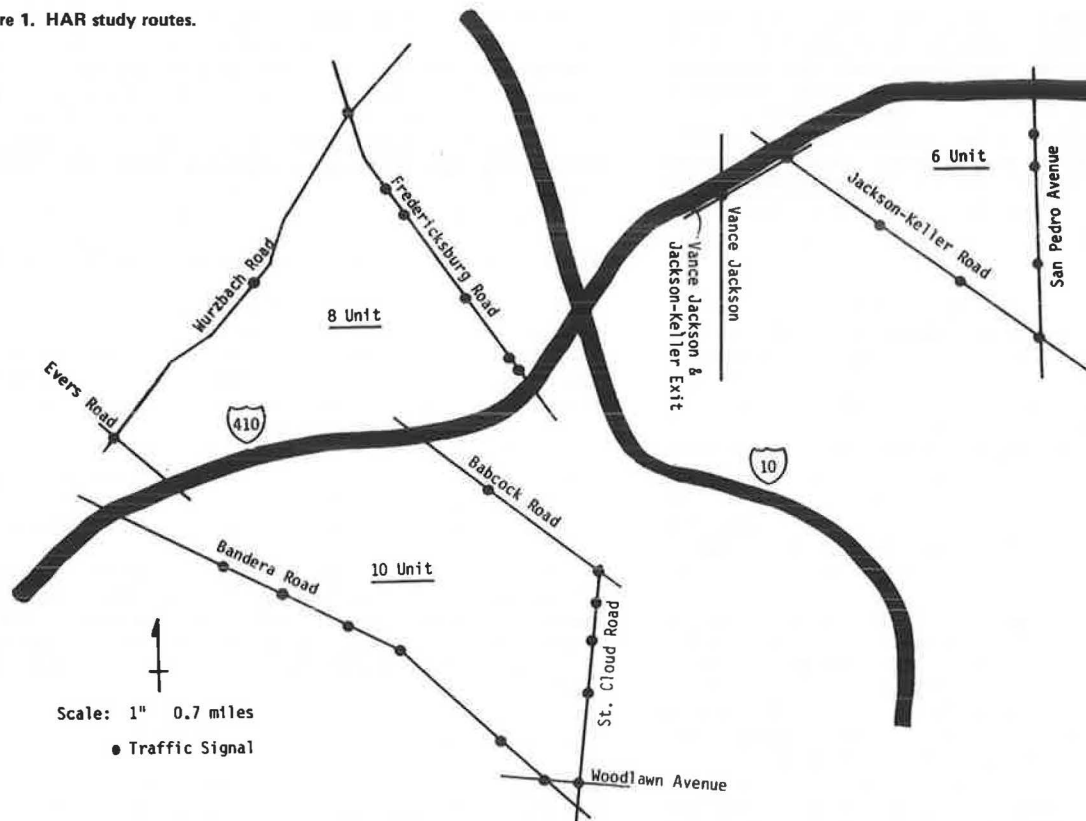 re 1. HAR study routes.
6 Unit
San Pedro Avenue
Jackson-Keller Road
Vance Jackson
Vance Jackson &
Jackson-Keller Exit
Fredericksburg Road
Wurzbach Road
8 Unit
Evers Road
410
10
Babcock Road
Bandera Road
10 Unit
St. Cloud Road
Scale: 1" 0.7 miles
Traffic Signal
Woodlawn Avenue